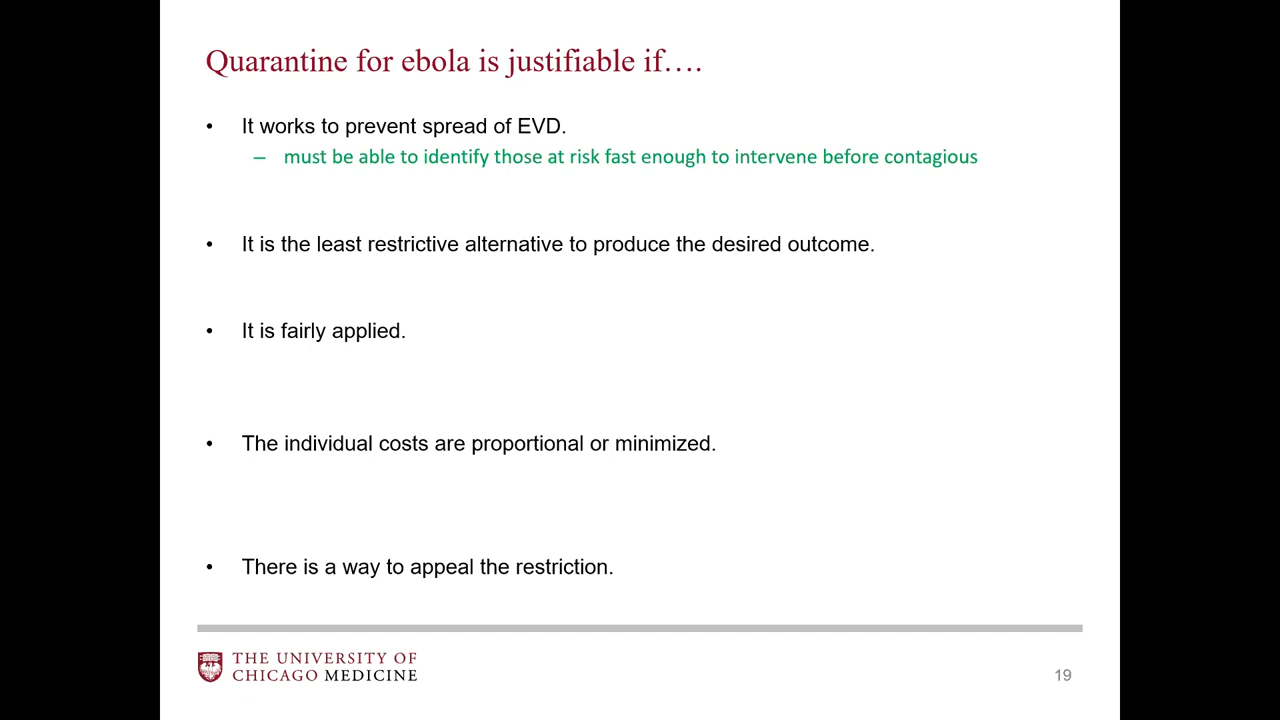 Quarantine for ebola is justifiable if….
• It works to prevent spread of EVD.
– must be able to identify those at risk fast enough to intervene before contagious
• It is the least restrictive alternative to produce the desired outcome.
• It is fairly applied.
• The individual costs are proportional or minimized.
• There is a way to appeal the restriction.
THE UNIVERSITY OF
CHICAGO MEDICINE
19